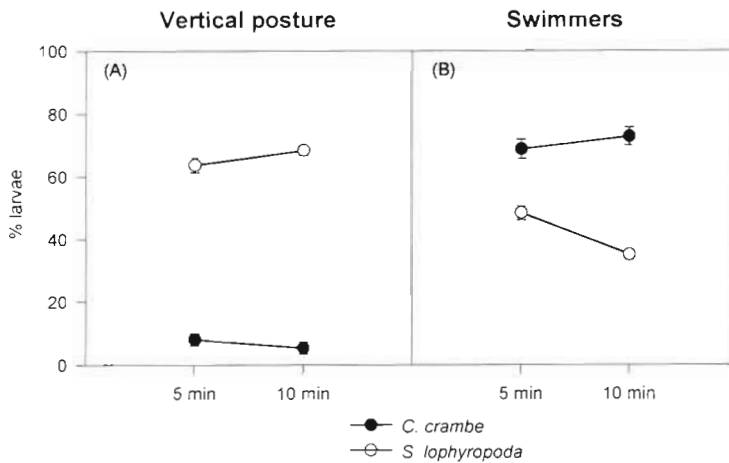 Vertical posture
Swimmers
100
80
60
40
20
0
% larvae
(A)
(B)
5 min
10 min
5 min
10 min
C. crambe
S lophyropoda